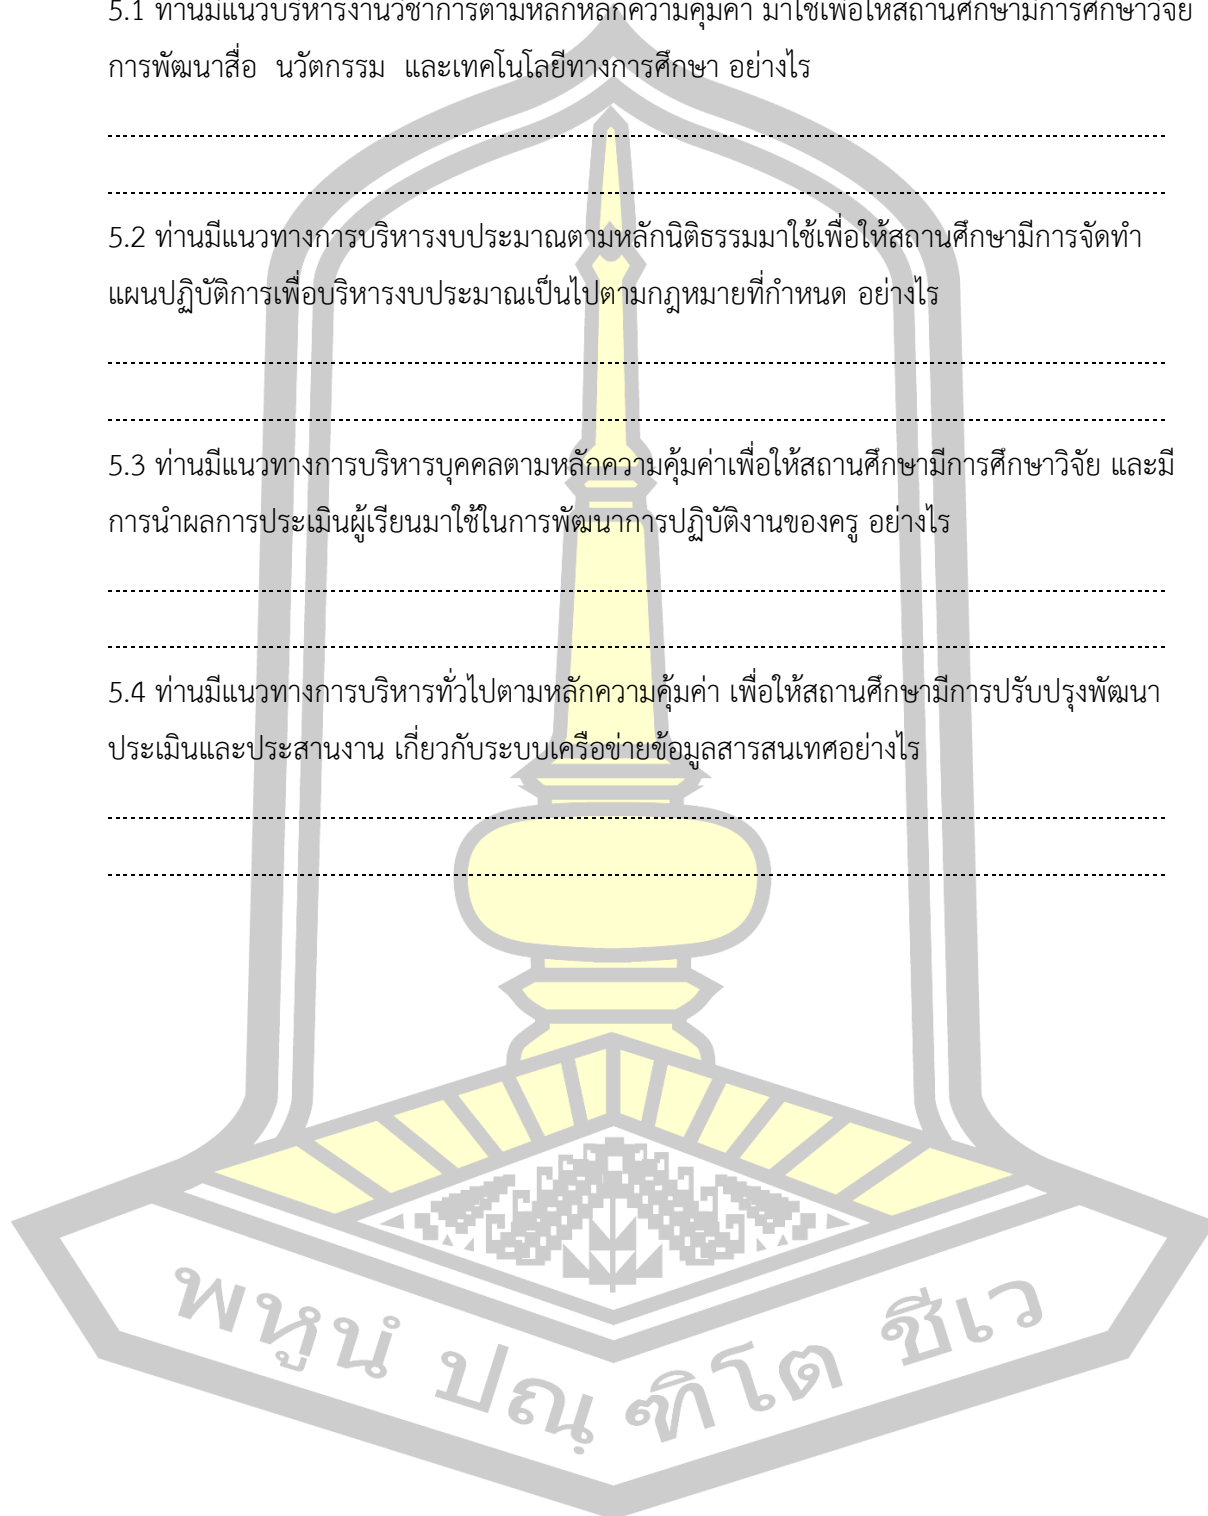 5.1 ท่านมีแนวบริหารงานวิชาการตามหลักหลักความคุ้มค่า มาใช้เพื่อให้สถานศึกษามีการศึกษาวิจัย
การพัฒนาสื่อ นวัตกรรม และเทคโนโลยีทางการศึกษา อย่างไร
5.2 ท่านมีแนวทางการบริหารงบประมาณตามหลักนิติธรรมมาใช้เพื่อให้สถานศึกษามีการจัดทำ
แผนปฏิบัติการเพื่อบริหารงบประมาณเป็นไปตามกฎหมายที่กำหนด อย่างไร
5.3 ท่านมีแนวทางการบริหารบุคคลตามหลักความคุ้มค่าเพื่อให้สถานศึกษามีการศึกษาวิจัย และมี
การนำผลการประเมินผู้เรียนมาใช้ในการพัฒนาการปฏิบัติงานของครู อย่างไร
5.4 ท่านมีแนวทางการบริหารทั่วไปตามหลักความคุ้มค่า เพื่อให้สถานศึกษามีการปรับปรุงพัฒนา
ประเมินและประสานงาน เกี่ยวกับระบบเครือข่ายข้อมูลสารสนเทศอย่างไร
พหูนํ ปณฺฑิโต ชีเว